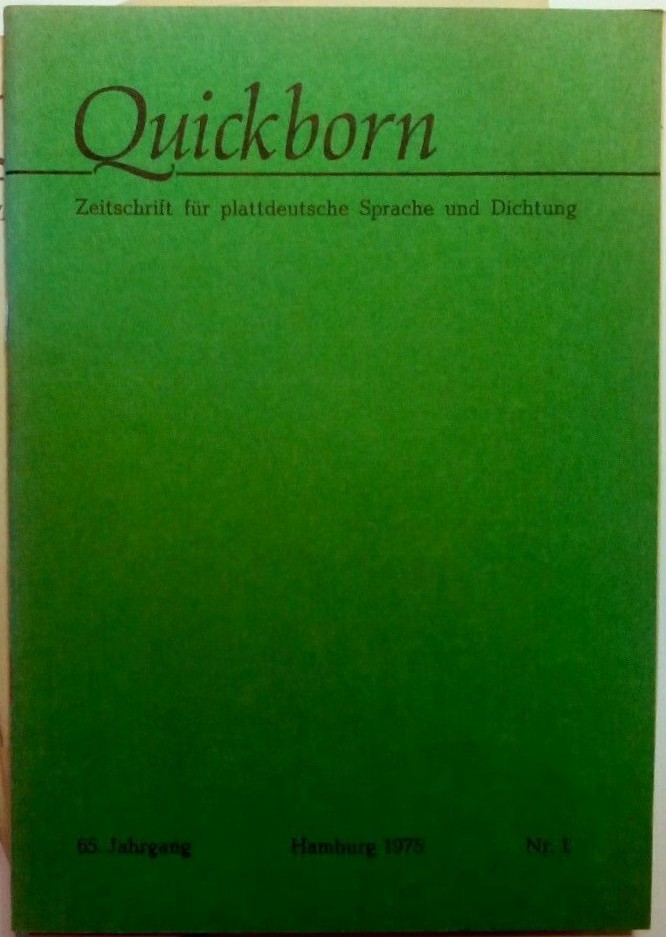 Quickborn
Zeitschrift für plattdeutsche Sprache und Dichtung
65. Jahrgang Hamburg 1975 Nr. 1